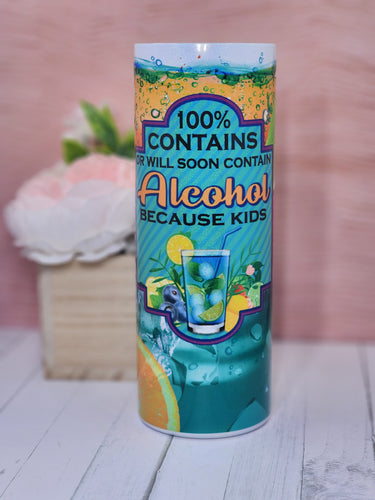 100%
CONTAINS
OR WILL SOON CONTAIN
Alcohol
BECAUSE KIDS